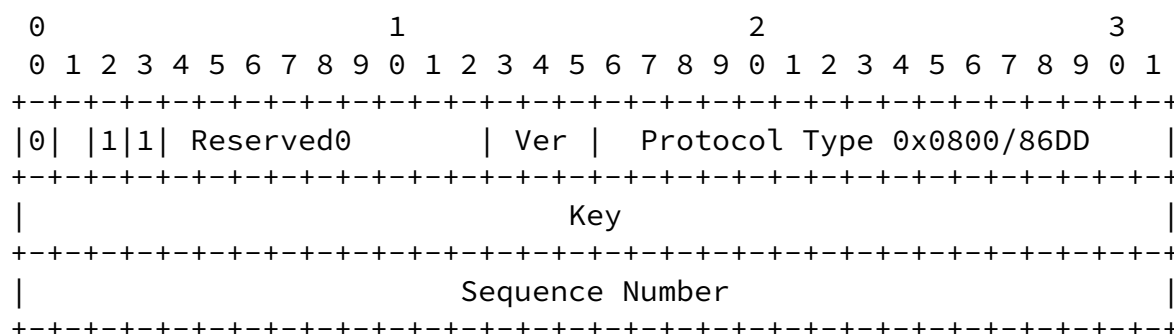 0                   1                   2                   3
 0 1 2 3 4 5 6 7 8 9 0 1 2 3 4 5 6 7 8 9 0 1 2 3 4 5 6 7 8 9 0 1
+-+-+-+-+-+-+-+-+-+-+-+-+-+-+-+-+-+-+-+-+-+-+-+-+-+-+-+-+-+-+-+-+
|0| |1|1| Reserved0       | Ver |  Protocol Type 0x0800/86DD    |
+-+-+-+-+-+-+-+-+-+-+-+-+-+-+-+-+-+-+-+-+-+-+-+-+-+-+-+-+-+-+-+-+
|                              Key                              |
+-+-+-+-+-+-+-+-+-+-+-+-+-+-+-+-+-+-+-+-+-+-+-+-+-+-+-+-+-+-+-+-+
|                        Sequence Number                        |
+-+-+-+-+-+-+-+-+-+-+-+-+-+-+-+-+-+-+-+-+-+-+-+-+-+-+-+-+-+-+-+-+